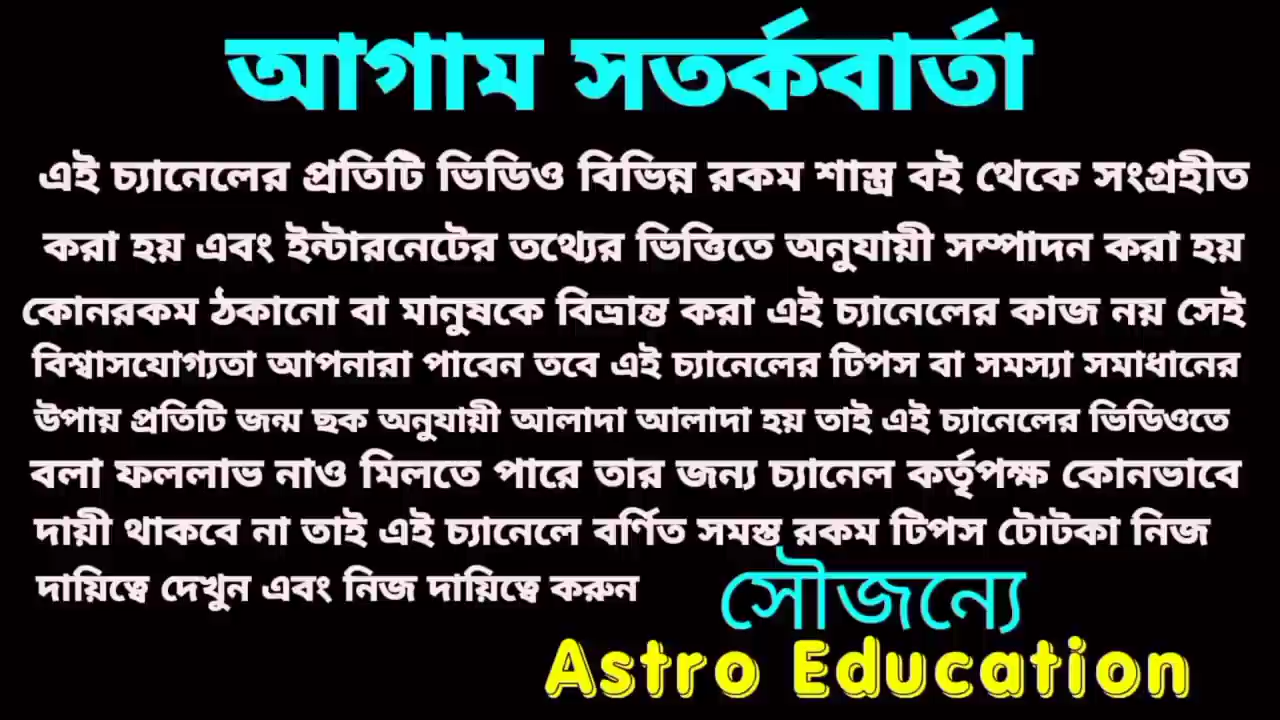 আগাম সতর্কবার্তা
এই চ্যানেলের প্রতিটি ভিডিও বিভিন্ন রকম শাস্ত্র বই থেকে সংগ্রহীত
করা হয় এবং ইন্টারনেটের তথ্যের ভিত্তিতে অনুযায়ী সম্পাদন করা হয়
কোনরকম ঠকানো বা মানুষকে বিভ্রান্ত করা এই চ্যানেলের কাজ নয় সেই
বিশ্বাসযোগ্যতা আপনারা পাবেন তবে এই চ্যানেলের টিপস বা সমস্যা সমাধানের
উপায় প্রতিটি জন্ম ছক অনুযায়ী আলাদা আলাদা হয় তাই এই চ্যানেলের ভিডিওতে
বলা ফললাভ নাও মিলতে পারে তার জন্য চ্যানেল কর্তৃপক্ষ কোনভাবে
দায়ী থাকবে না তাই এই চ্যানেলে বর্ণিত সমস্ত রকম টিপস টোটকা নিজ
দায়িত্বে দেখুন এবং নিজ দায়িত্বে করুন
সৌজন্যে
Astro Education